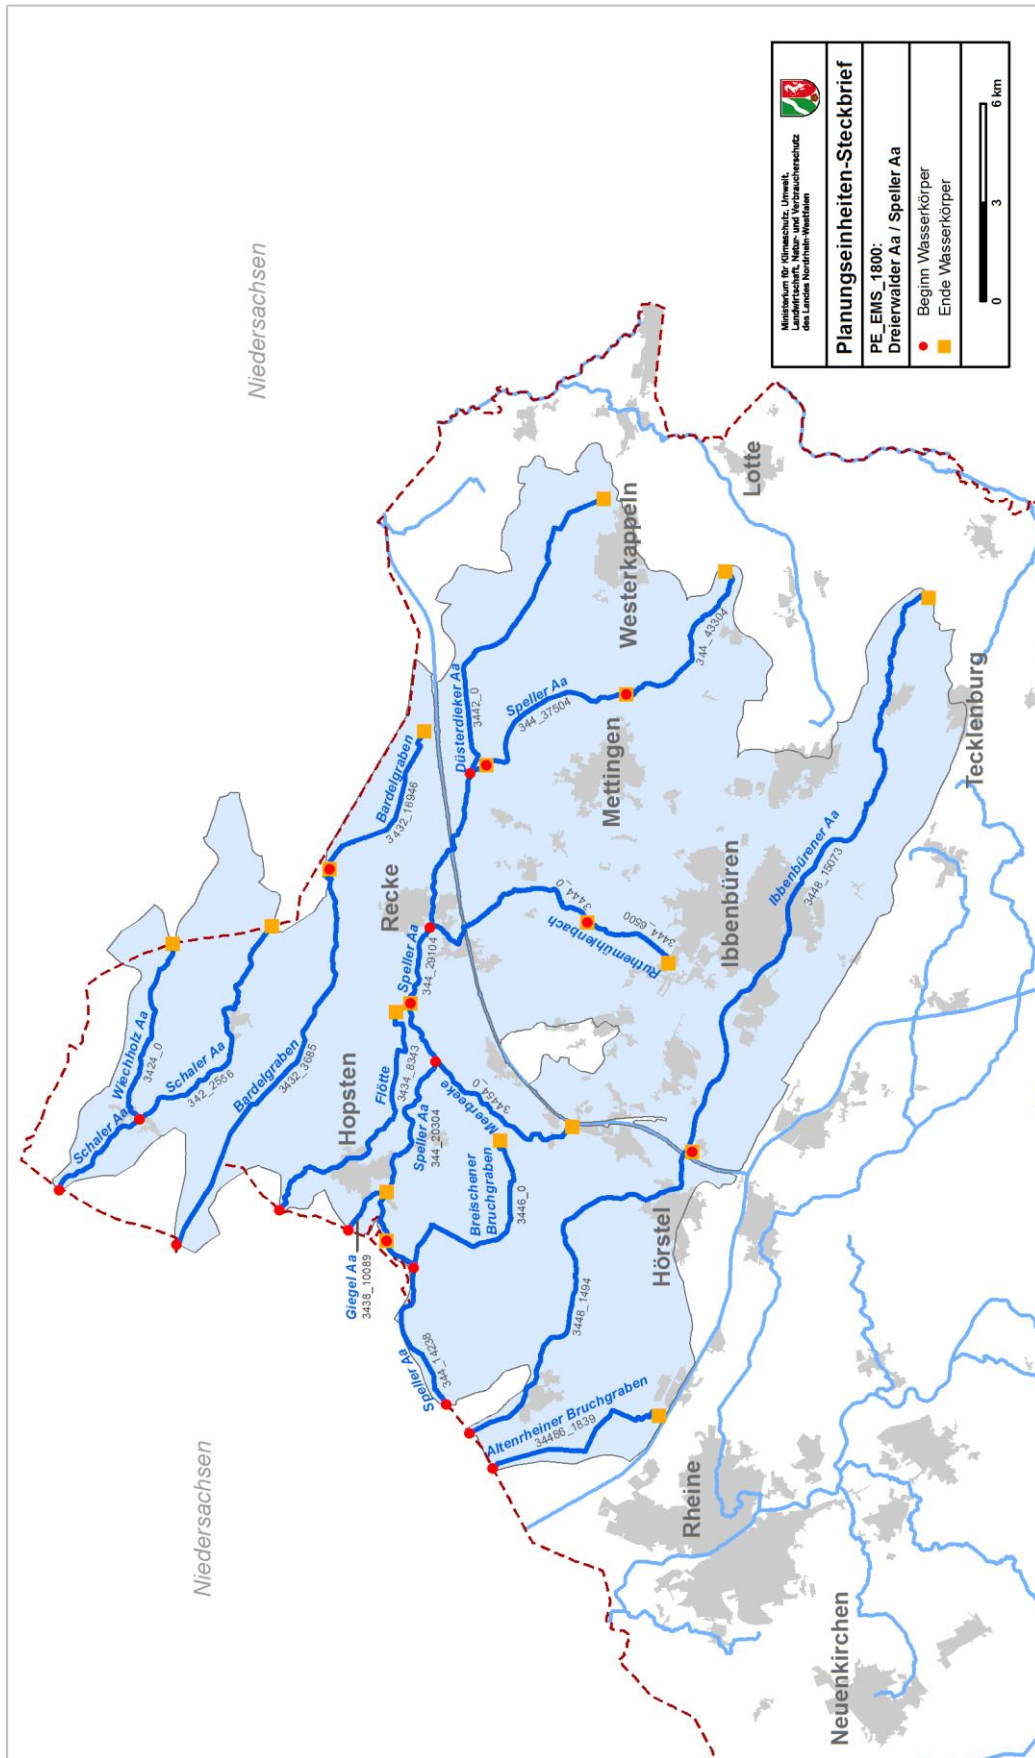 Niedersachsen
Niedersachsen
Schaler Aa
Wiechholz Aa
3424_0
Schaler Aa
342_2556
Bardelgraben
3432_3685
Bardelgraben
3432_16946
Hopsten
Flötte
3434_8343
Giegel Aa
3438_10089
Speller Aa
344_20304
Speller Aa
344_29104
Recke
Düsterdieker Aa
3442_0
Speller Aa
344_37504
344_43304
Westerkappeln
Mettingen
Lotte
Meerbeeke
34454_0
Breischener
Bruchgraben
3446_0
Speller Aa
344_14238
3444_0
Ruthemühlenbach
3444_6500
Ibbenbüren
Ibbenbürener Aa
3448_15073
Tecklenburg
Hörstel
3448_1494
Altenrheiner Bruchgraben
34486_1839
Rheine
Neuenkirchen
Ministerium für Klimaschutz, Umwelt,
Landwirtschaft, Natur- und Verbraucherschutz
des Landes Nordrhein-Westfalen
Planungseinheiten-Steckbrief
PE_EMS_1800:
Dreierwalder Aa / Speller Aa
Beginn Wasserkörper
Ende Wasserkörper
0 3 6 km